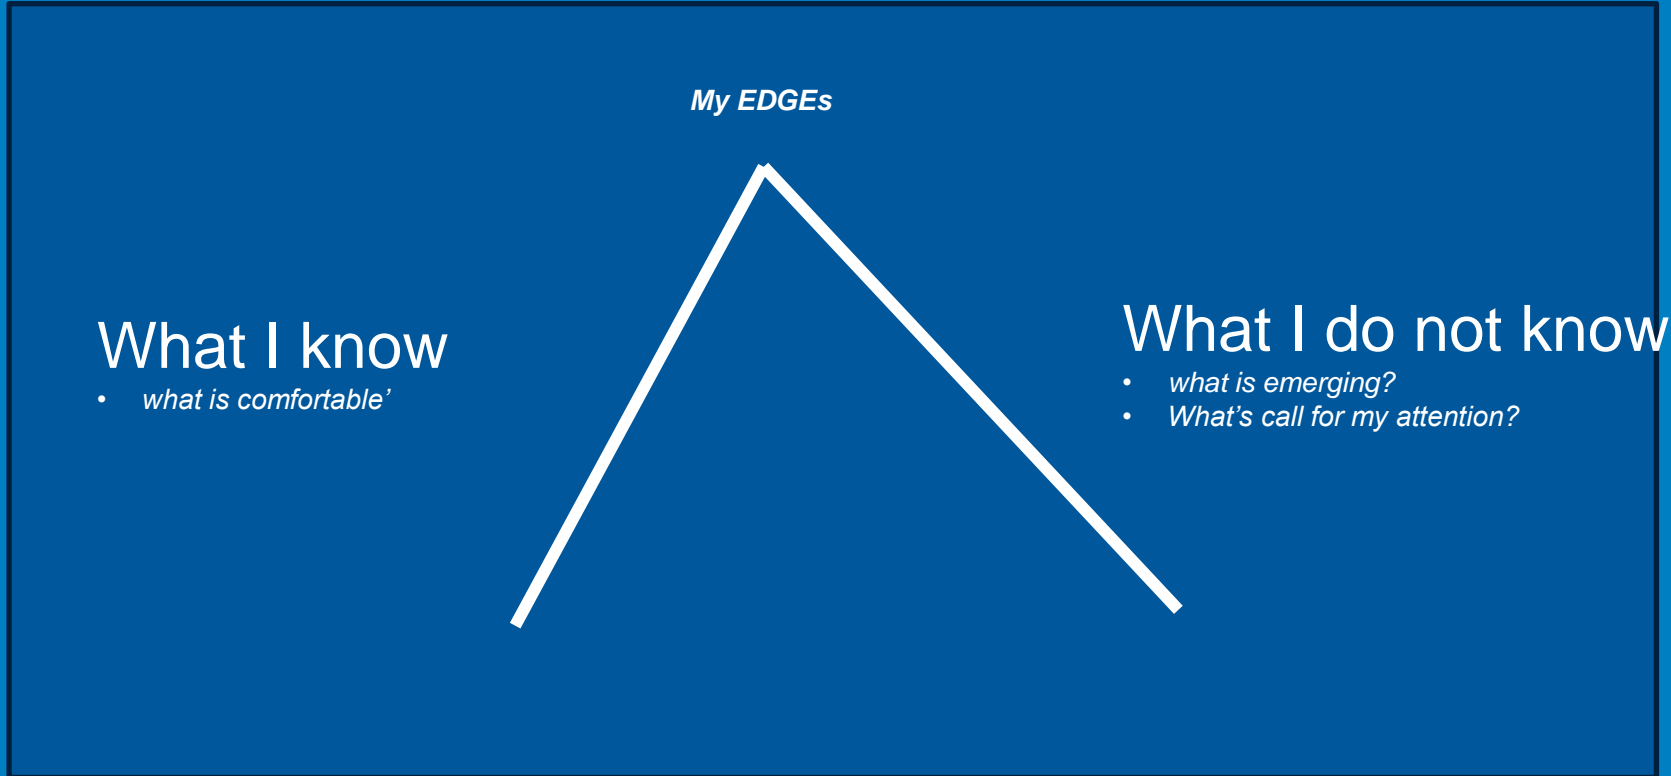 My EDGEs
What I know
• what is comfortable’
What I do not know
• what is emerging?
• What’s call for my attention?